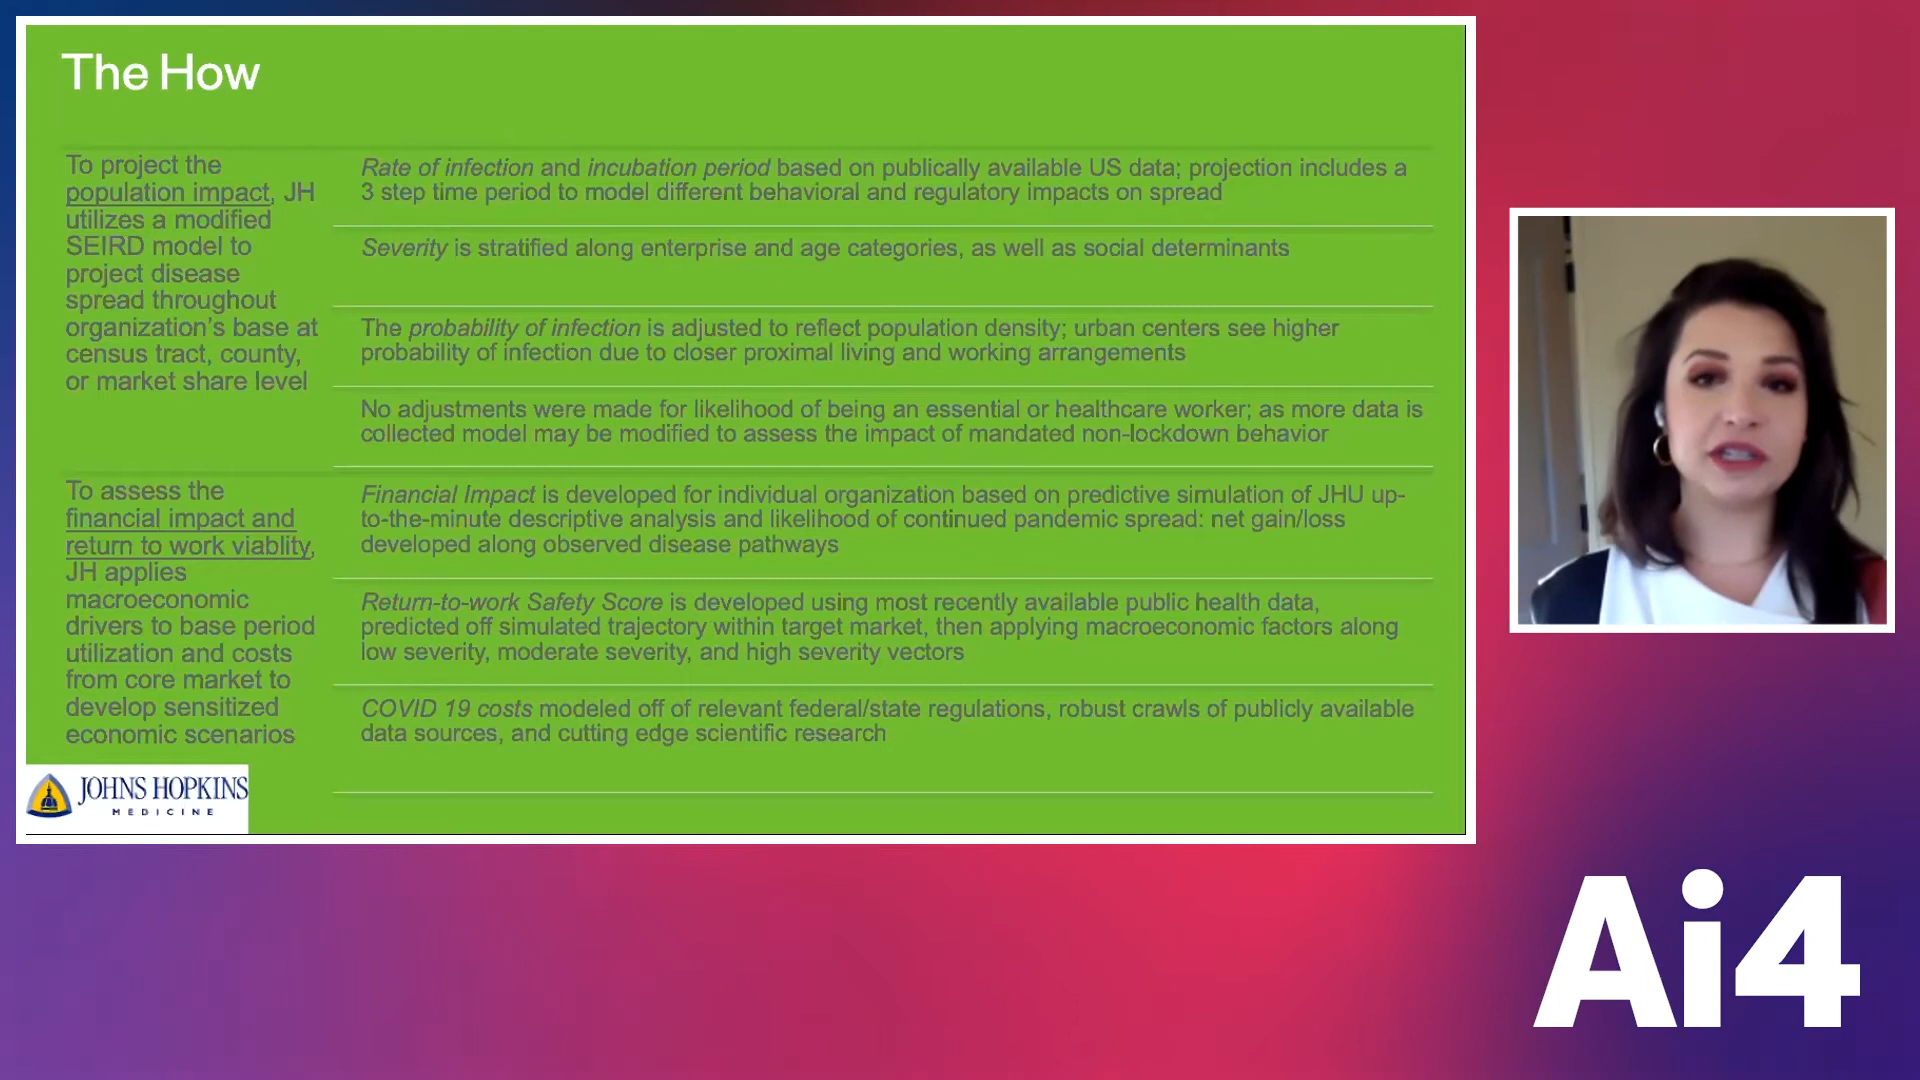 The How
To project the
population impact, JH
utilizes a modified
SEIRD model to
project disease
spread throughout
organization's base at
census tract, county,
or market share level
Rate of infection and incubation period based on publically available US data; projection includes a
3 step time period to model different behavioral and regulatory impacts on spread
Severity is stratified along enterprise and age categories, as well as social determinants
The probability of infection is adjusted to reflect population density; urban centers see higher
probability of infection due to closer proximal living and working arrangements
No adjustments were made for likelihood of being an essential or healthcare worker; as more data is
collected model may be modified to assess the impact of mandated non-lockdown behavior
To assess the
financial impact and
return to work viablity,
JH applies
macroeconomic
drivers to base period
utilization and costs
from core market to
develop sensitized
economic scenarios
Financial Impact is developed for individual organization based on predictive simulation of JHU up-
to-the-minute descriptive analysis and likelihood of continued pandemic spread: net gain/loss
developed along observed disease pathways
Return-to-work Safety Score is developed using most recently available public health data,
predicted off simulated trajectory within target market, then applying macroeconomic factors along
low severity, moderate severity, and high severity vectors
COVID 19 costs modeled off of relevant federal/state regulations, robust crawls of publicly available
data sources, and cutting edge scientific research
JOHNS HOPKINS
MEDICINE
Ai4